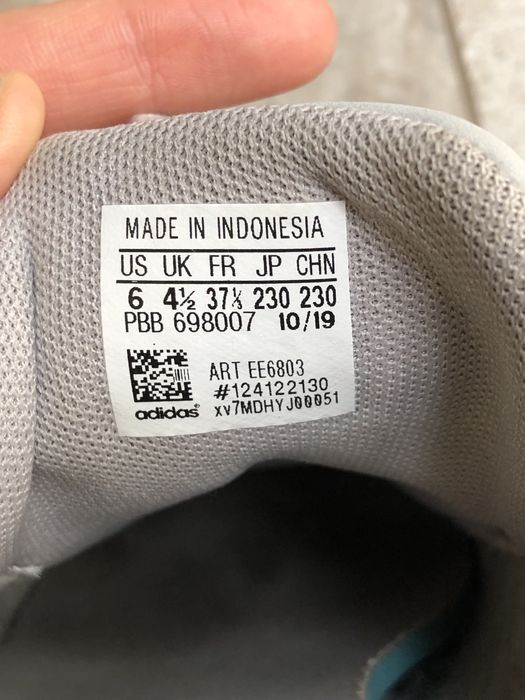 MADE IN INDONESIA
US UK FR JP CHN
6 4½ 37⅓ 230 230
PBB 698007 10/19
ART EE6803
#124122130
xv7MDHYJ00051
adidas